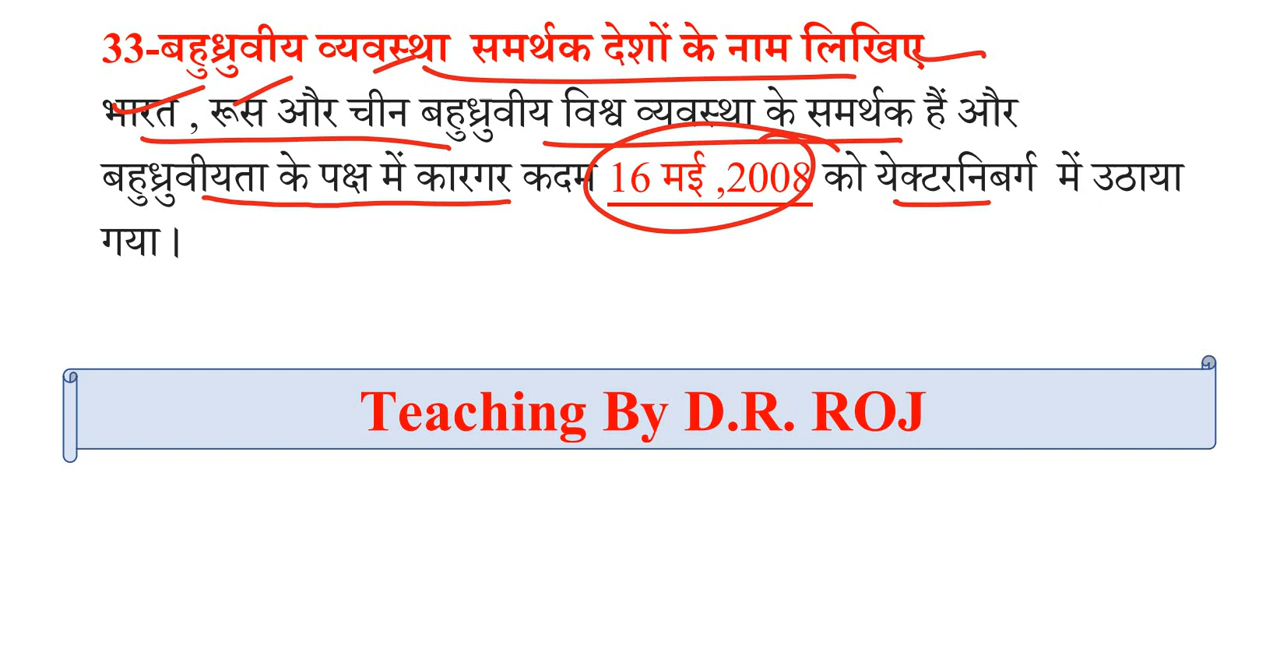 33-बहुध्रुवीय व्यवस्था समर्थक देशों के नाम लिखिए
भारत , रूस और चीन बहुध्रुवीय विश्व व्यवस्था के समर्थक हैं और
बहुध्रुवीयता के पक्ष में कारगर कदम 16 मई ,2008 को येक्टरनिबर्ग में उठाया
गया।
Teaching By D.R. ROJ